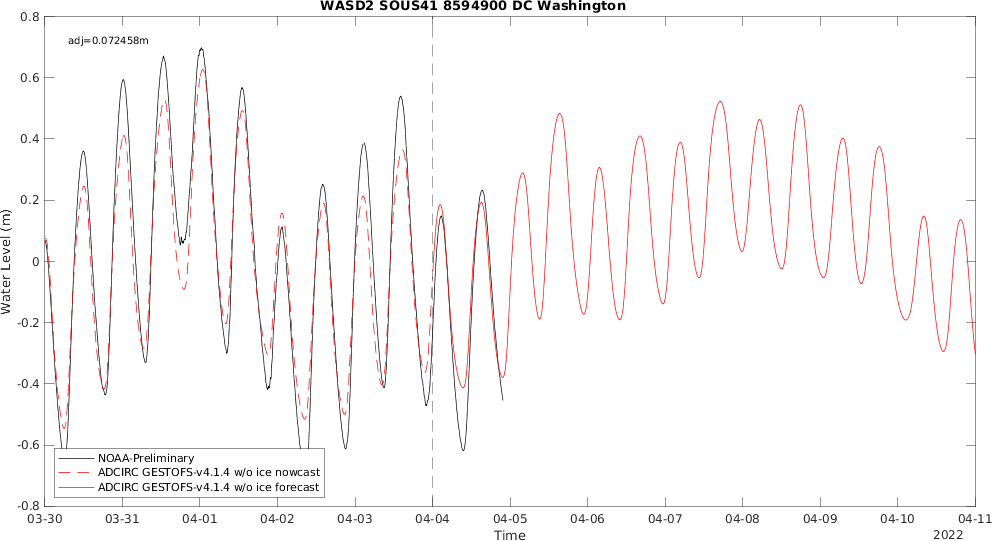 WASD2 SOUS41 8594900 DC Washington
adj=0.072458m
Water Level (m)
0.8
0.6
0.4
0.2
0
-0.2
-0.4
-0.6
-0.8
NOAA-Preliminary
ADCIRC GESTOFS-v4.1.4 w/o ice nowcast
ADCIRC GESTOFS-v4.1.4 w/o ice forecast
03-30 03-31 04-01 04-02 04-03 04-04 04-05 04-06 04-07 04-08 04-09 04-10 04-11
Time
2022